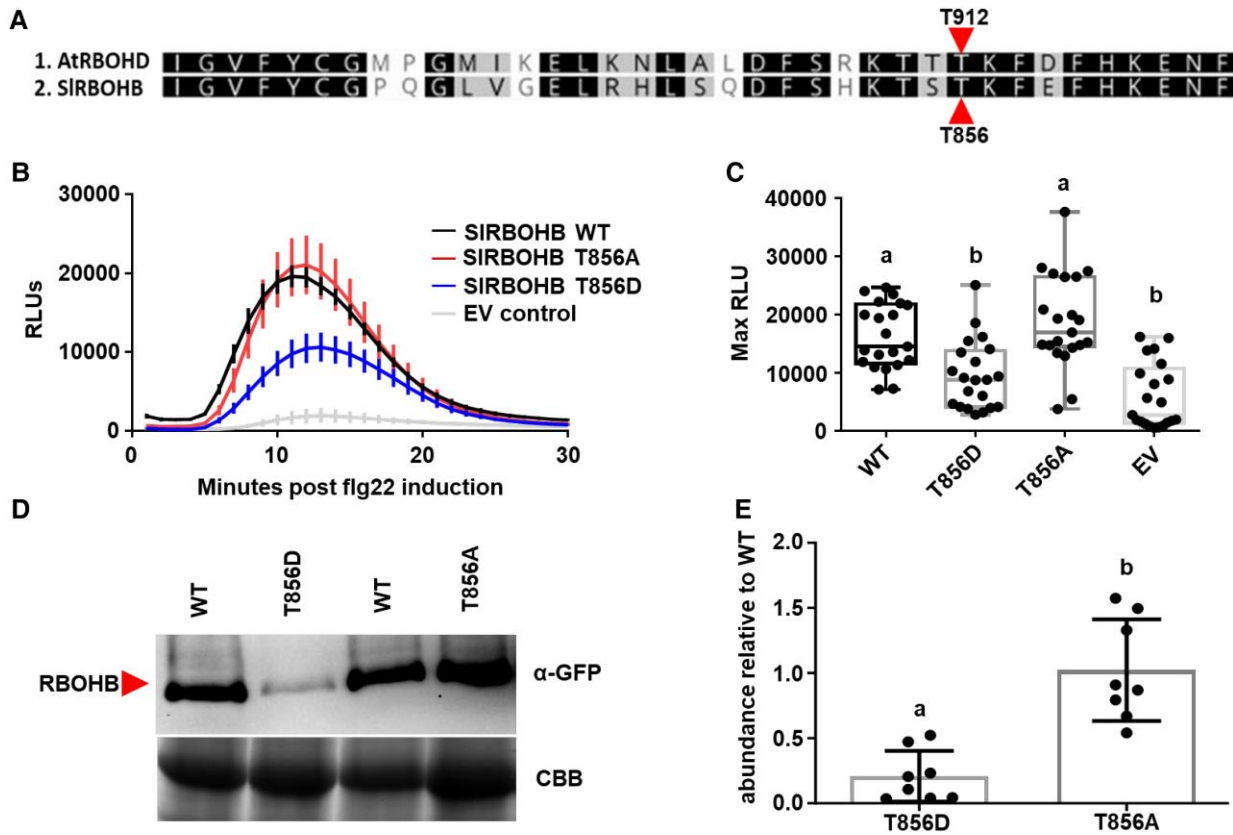 A
T912
1. AtRBOHD I G V F Y C G M P G M I K E L K N L A L D F S R K T T T K F D F H K E N F
2. SlRBOHB I G V F Y C G P Q G L V G E L R H L S Q D F S H K T S T K F E F H K E N F
T856
B
30000
20000
10000
0
RLUs
SlRBOHB WT
SlRBOHB T856A
SlRBOHB T856D
EV control
0 10 20 30
Minutes post flg22 induction
C
40000
30000
20000
10000
0
Max RLU
a b a b
WT T856D T856A EV
D
WT T856D WT T856A
RBOHB
α-GFP
CBB
E
2.0
1.5
1.0
0.5
0.0
abundance relative to WT
a b
T856D T856A